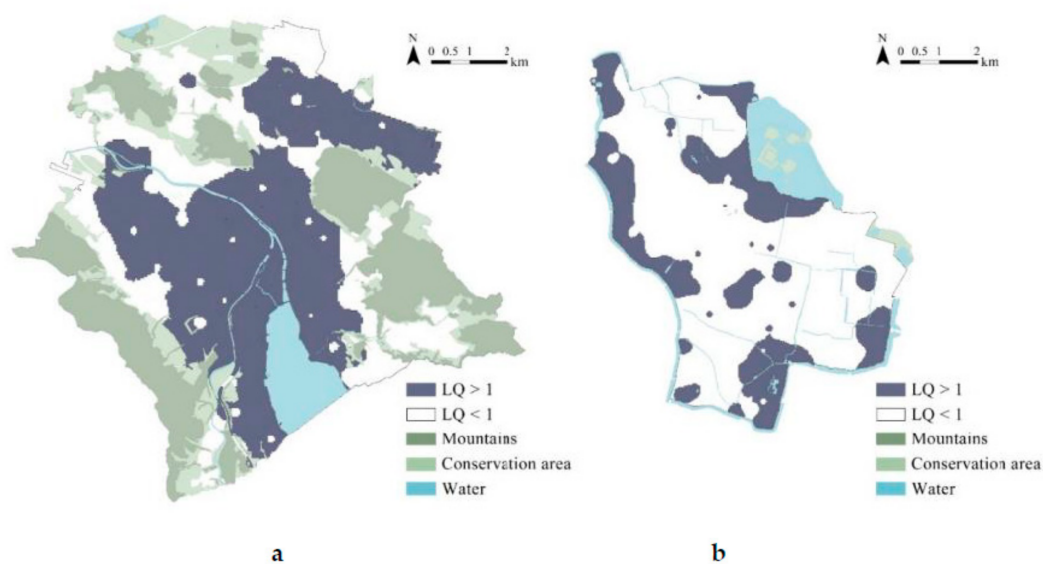 N
0 0.5 1 2
km
LQ > 1
LQ < 1
Mountains
Conservation area
Water
a
N
0 0.5 1 2
km
LQ > 1
LQ < 1
Mountains
Conservation area
Water
b